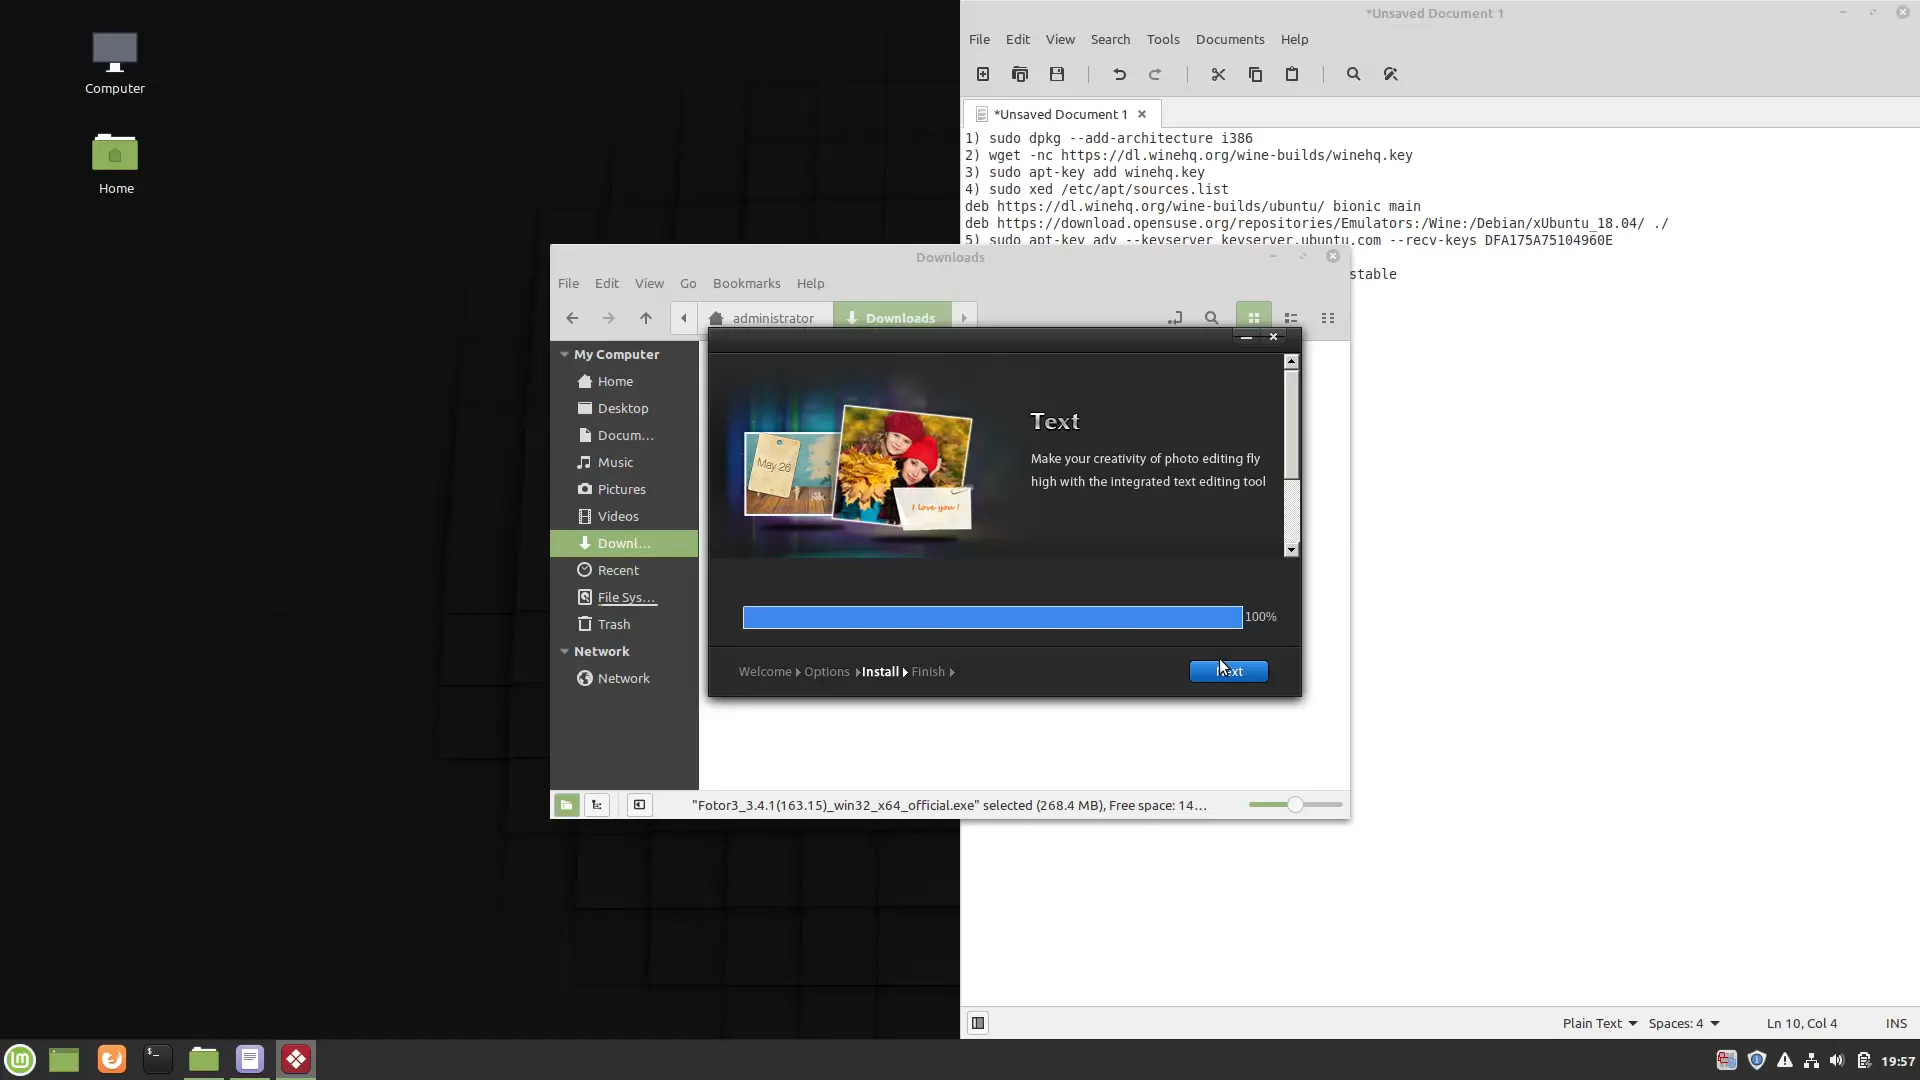 Computer
Home
*Unsaved Document 1
File Edit View Search Tools Documents Help
*Unsaved Document 1
1) sudo dpkg --add-architecture i386
2) wget -nc https://dl.winehq.org/wine-builds/winehq.key
3) sudo apt-key add winehq.key
4) sudo xed /etc/apt/sources.list
deb https://dl.winehq.org/wine-builds/ubuntu/ bionic main
deb https://download.opensuse.org/repositories/Emulators:/Wine:/Debian/xUbuntu_18.04/ ./
5) sudo apt-key adv --keyserver keyserver.ubuntu.com --recv-keys DFA175A75104960E
stable
Downloads
File Edit View Go Bookmarks Help
administrator Downloads
My Computer
Home
Desktop
Docum...
Music
Pictures
Videos
Downl...
Recent
File Sys...
Trash
Network
Network
May 26
I love you !
Text
Make your creativity of photo editing fly
high with the integrated text editing tool
100%
Welcome Options Install Finish
"Fotor3_3.4.1(163.15)_win32_x64_official.exe" selected (268.4 MB), Free space: 14...
Plain Text Spaces: 4 Ln 10, Col 4 INS
19:57